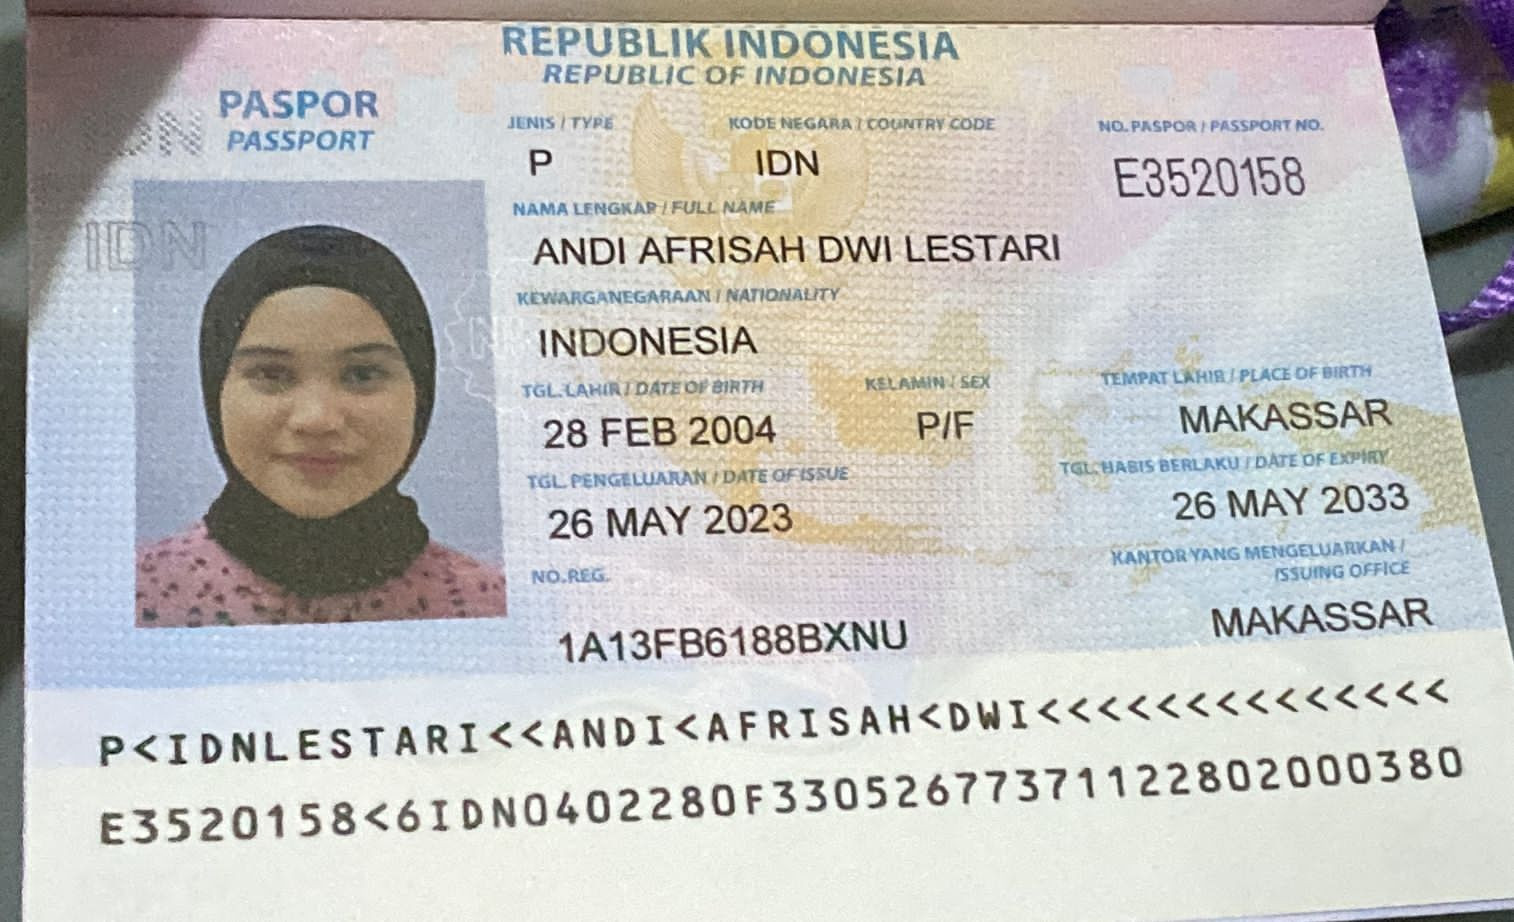 REPUBLIK INDONESIA
REPUBLIC OF INDONESIA
PASPOR
PASSPORT
JENIS / TYPE
KODE NEGARA / COUNTRY CODE
NO. PASPOR / PASSPORT NO.
P
IDN
E3520158
NAMA LENGKAP / FULL NAME
ANDI AFRISAH DWI LESTARI
KEWARGANEGARAAN / NATIONALITY
INDONESIA
TGL. LAHIR / DATE OF BIRTH
KELAMIN / SEX
TEMPAT LAHIR / PLACE OF BIRTH
28 FEB 2004
P/F
MAKASSAR
TGL. PENGELUARAN / DATE OF ISSUE
TGL. HABIS BERLAKU / DATE OF EXPIRY
26 MAY 2023
26 MAY 2033
NO. REG.
KANTOR YANG MENGELUARKAN /
ISSUING OFFICE
1A13FB6188BXNU
MAKASSAR
IDN
P<IDNLESTARI<<ANDI<AFRISAH<DWI<<<<<<<<<<<<<<
E3520158<6IDN0402280F33052677371122802000380